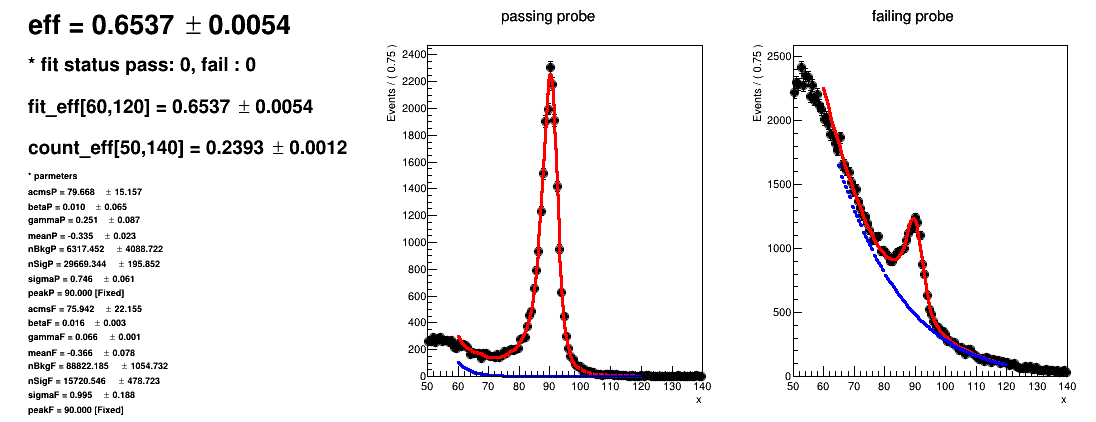 eff = 0.6537 ± 0.0054
* fit status pass: 0, fail : 0
fit_eff[60,120] = 0.6537 ± 0.0054
count_eff[50,140] = 0.2393 ± 0.0012
* parmeters
acmsP = 79.668 ± 15.157
betaP = 0.010 ± 0.065
gammaP = 0.251 ± 0.087
meanP = -0.335 ± 0.023
nBkgP = 6317.452 ± 4088.722
nSigP = 29669.344 ± 195.852
sigmaP = 0.746 ± 0.061
peakP = 90.000 [Fixed]
acmsF = 75.942 ± 22.155
betaF = 0.016 ± 0.003
gammaF = 0.066 ± 0.001
meanF = -0.366 ± 0.078
nBkgF = 88822.185 ± 1054.732
nSigF = 15720.546 ± 478.723
sigmaF = 0.995 ± 0.188
peakF = 90.000 [Fixed]
passing probe
Events / ( 0.75 )
2400
2200
2000
1800
1600
1400
1200
1000
800
600
400
200
0
50 60 70 80 90 100 110 120 130 140
x
failing probe
Events / ( 0.75 )
2500
2000
1500
1000
500
0
50 60 70 80 90 100 110 120 130 140
x